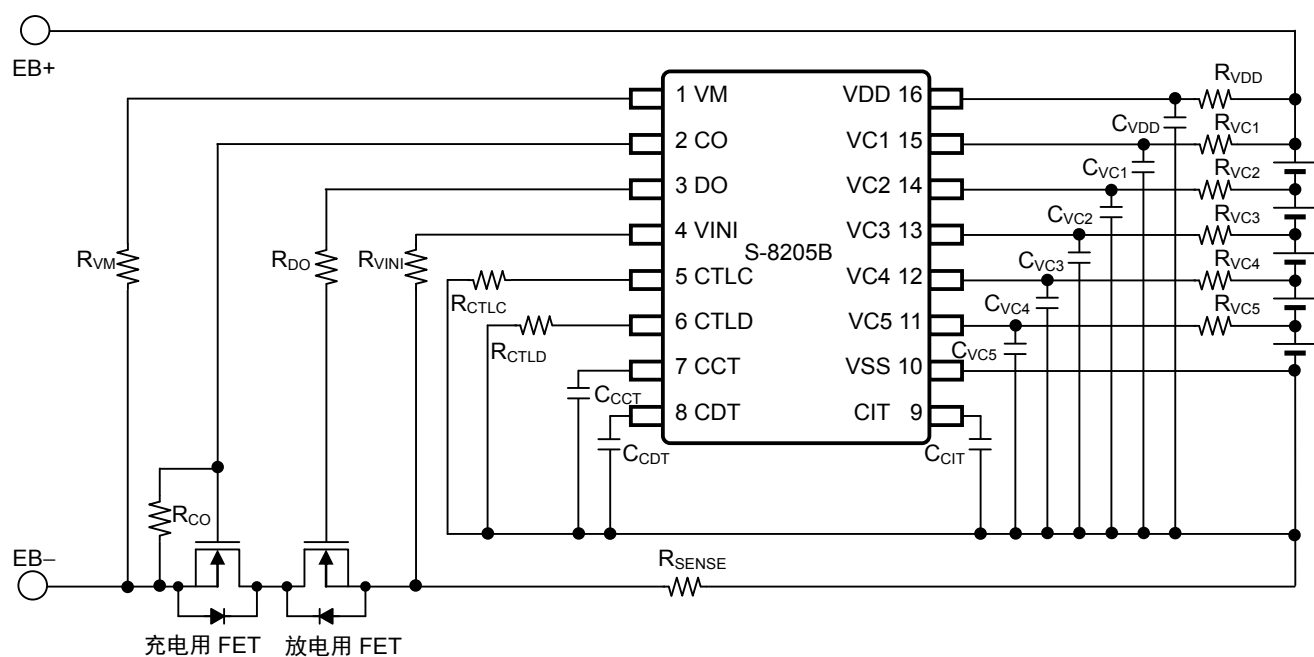 EB+
1 VM
2 CO
3 DO
4 VINI
5 CTLC
6 CTLD
7 CCT
8 CDT
S-8205B
VDD 16
VC1 15
VC2 14
VC3 13
VC4 12
VC5 11
VSS 10
CIT 9
RVDD
RVC1
RVC2
RVC3
RVC4
RVC5
CVDD
CVC1
CVC2
CVC3
CVC4
CVC5
RVM
RDO
RVINI
RCTLC
RCTLD
CCCT
CCDT
CCIT
RCO
EB–
RSENSE
充电用 FET
放电用 FET